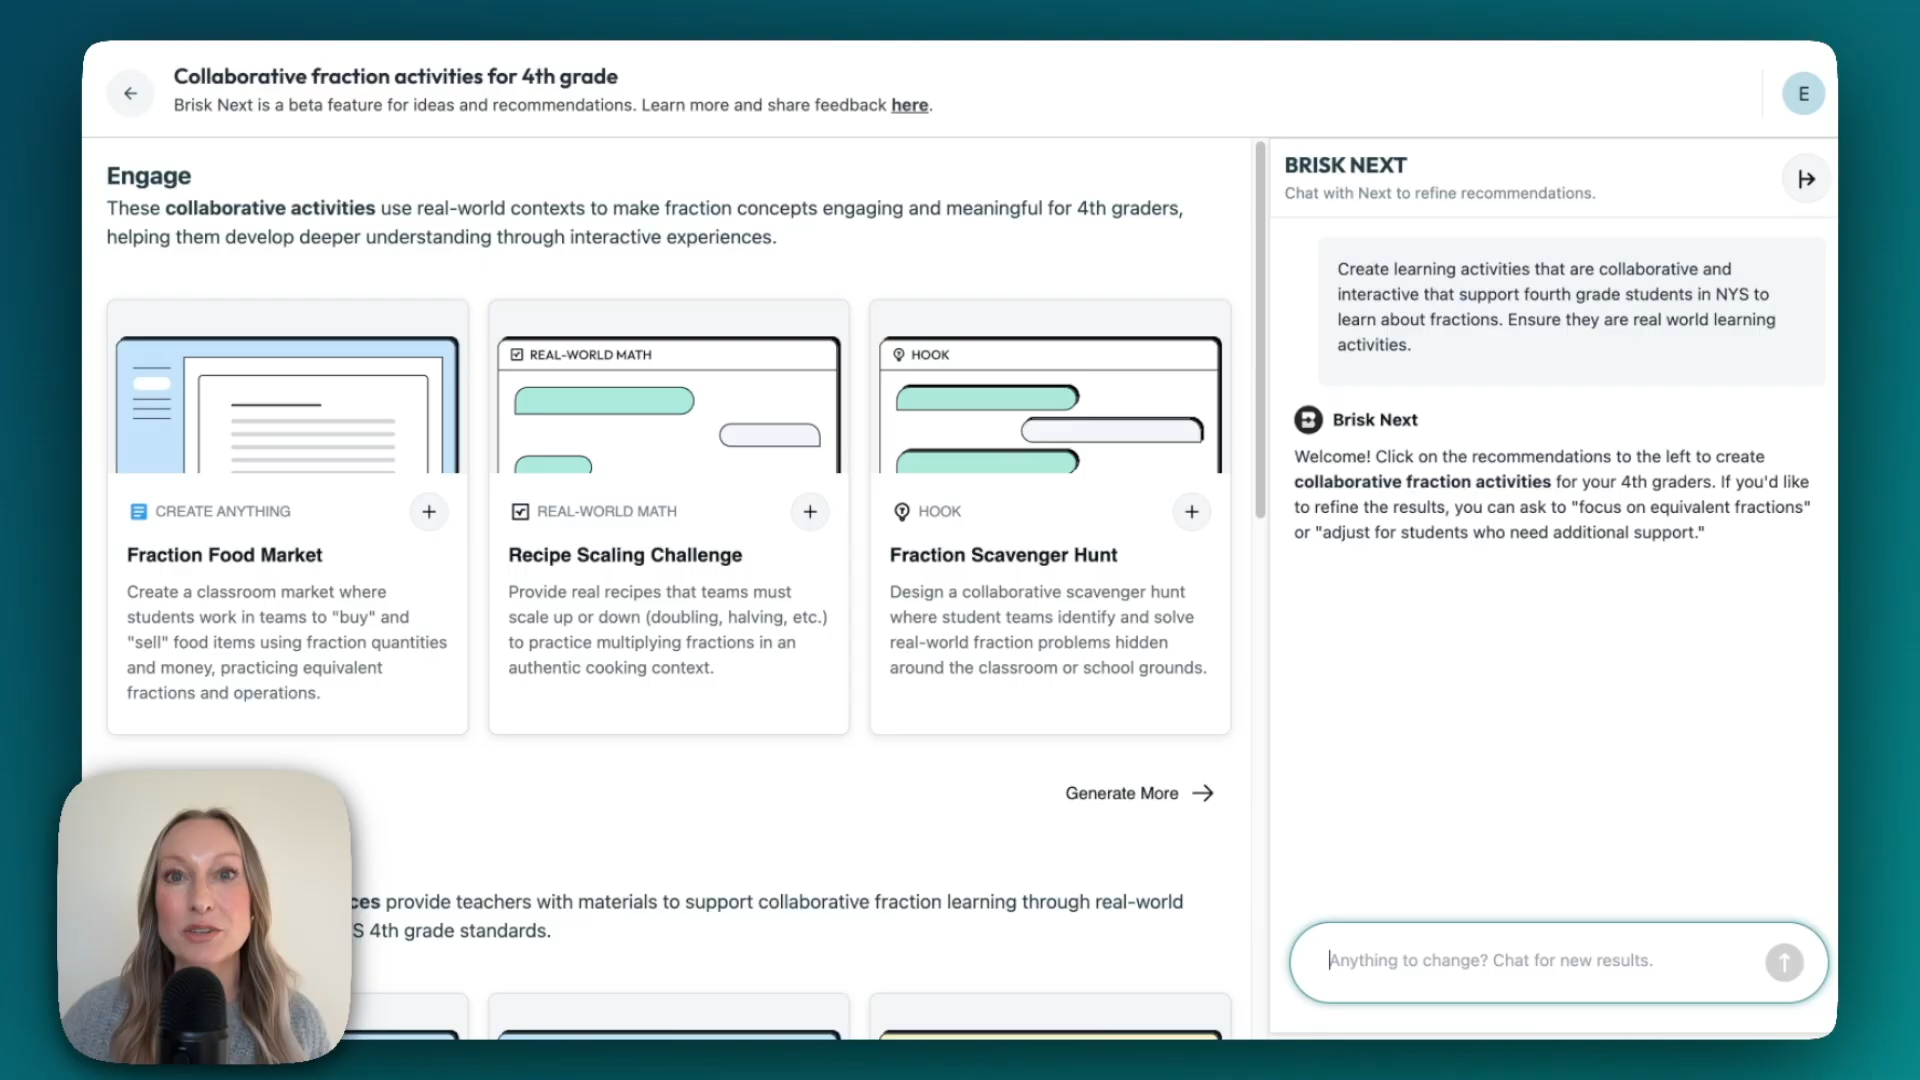 Collaborative fraction activities for 4th grade
Brisk Next is a beta feature for ideas and recommendations. Learn more and share feedback here.
E
Engage
These collaborative activities use real-world contexts to make fraction concepts engaging and meaningful for 4th graders,
helping them develop deeper understanding through interactive experiences.
REAL-WORLD MATH
HOOK
CREATE ANYTHING
Fraction Food Market
Create a classroom market where
students work in teams to "buy" and
"sell" food items using fraction quantities
and money, practicing equivalent
fractions and operations.
REAL-WORLD MATH
Recipe Scaling Challenge
Provide real recipes that teams must
scale up or down (doubling, halving, etc.)
to practice multiplying fractions in an
authentic cooking context.
HOOK
Fraction Scavenger Hunt
Design a collaborative scavenger hunt
where student teams identify and solve
real-world fraction problems hidden
around the classroom or school grounds.
Generate More
provide teachers with materials to support collaborative fraction learning through real-world
4th grade standards.
BRISK NEXT
Chat with Next to refine recommendations.
Create learning activities that are collaborative and
interactive that support fourth grade students in NYS to
learn about fractions. Ensure they are real world learning
activities.
Brisk Next
Welcome! Click on the recommendations to the left to create
collaborative fraction activities for your 4th graders. If you'd like
to refine the results, you can ask to "focus on equivalent fractions"
or "adjust for students who need additional support."
Anything to change? Chat for new results.